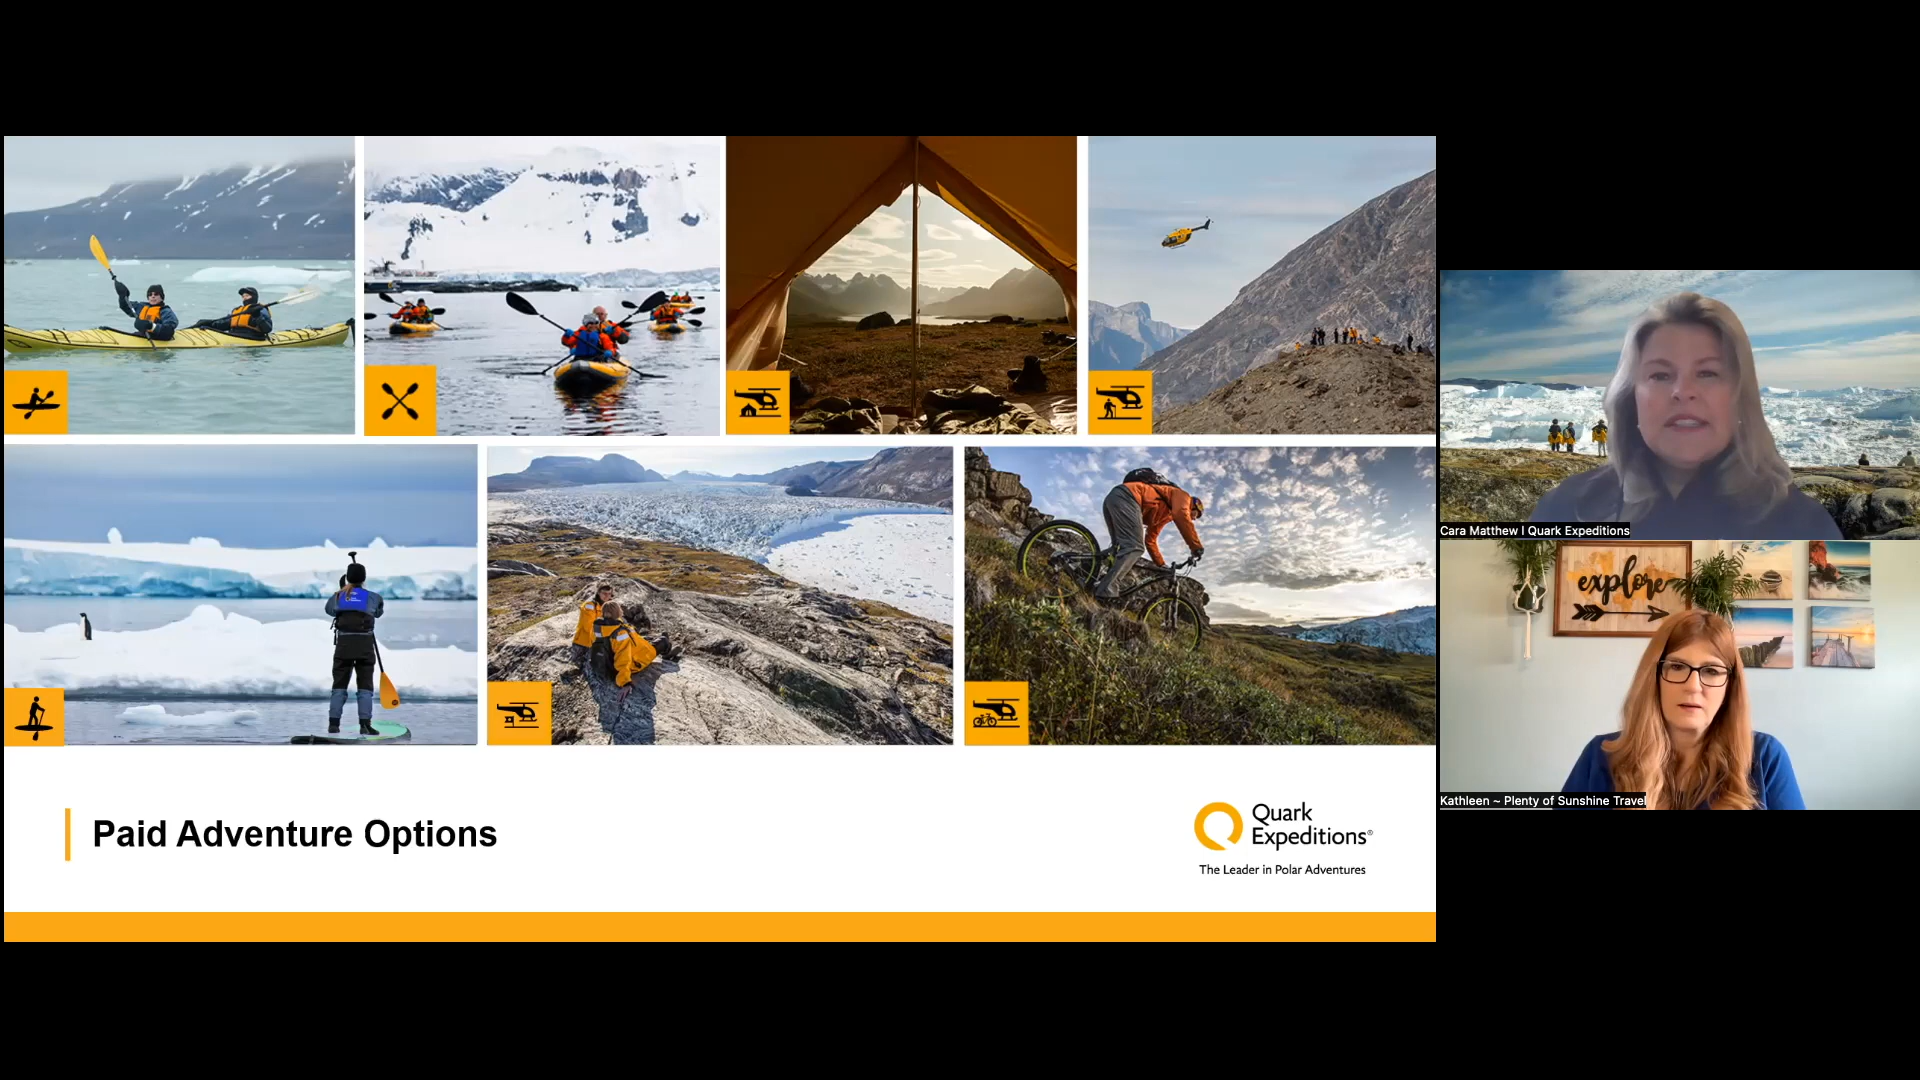 Paid Adventure Options
Quark
Expeditions®
The Leader in Polar Adventures
Cara Matthew | Quark Expeditions
explore
Kathleen ~ Plenty of Sunshine Travel